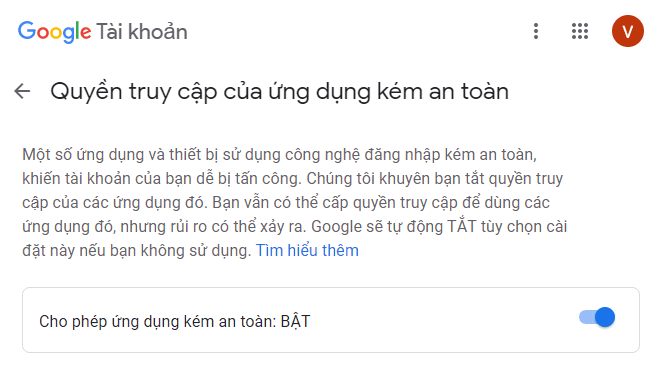 Google Tài khoản
V
Quyền truy cập của ứng dụng kém an toàn
Một số ứng dụng và thiết bị sử dụng công nghệ đăng nhập kém an toàn,
khiến tài khoản của bạn dễ bị tấn công. Chúng tôi khuyên bạn tắt quyền truy
cập của các ứng dụng đó. Bạn vẫn có thể cấp quyền truy cập để dùng các
ứng dụng đó, nhưng rủi ro có thể xảy ra. Google sẽ tự động TẮT tùy chọn cài
đặt này nếu bạn không sử dụng. Tìm hiểu thêm
Cho phép ứng dụng kém an toàn: BẬT